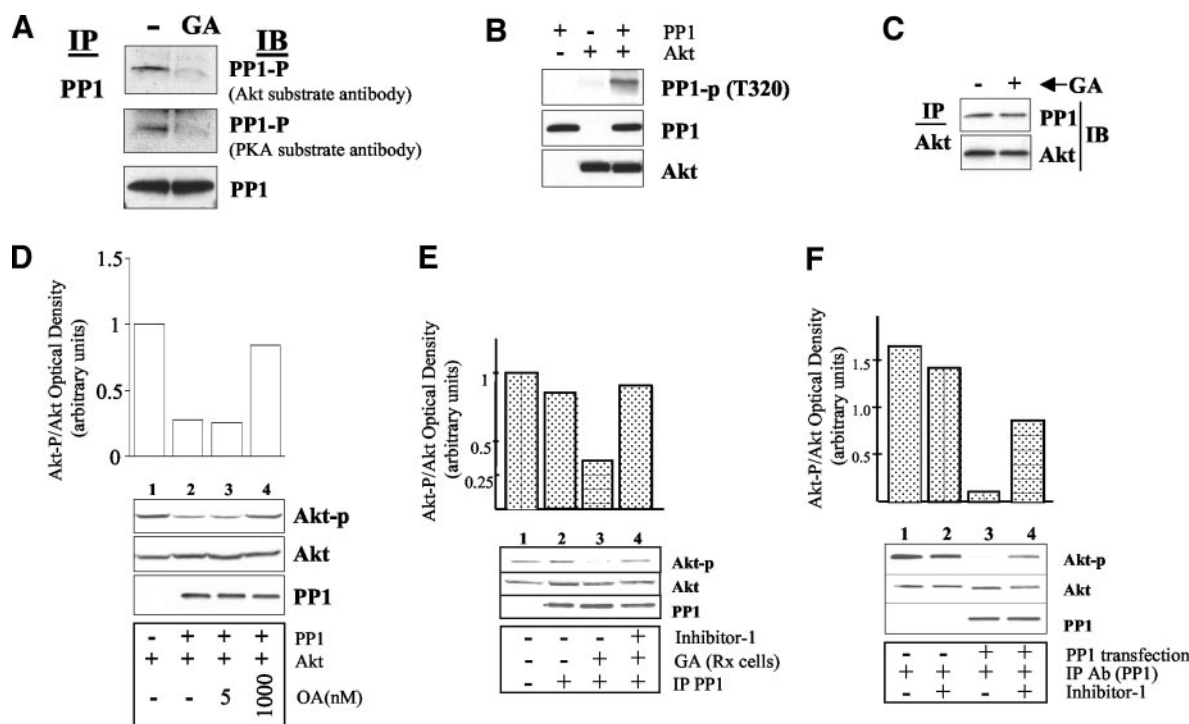 A
IP
- GA
IB
PP1
PP1-P
(Akt substrate antibody)
PP1-P
(PKA substrate antibody)
PP1
B
+ - + PP1
- + + Akt
PP1-p (T320)
PP1
Akt
C
- + ←GA
IP
Akt
PP1
Akt
IB
D
Akt-P/Akt Optical Density
(arbitrary units)
1.5
1
0.5
0
1 2 3 4
Akt-p
Akt
PP1
- + + + PP1
+ + + + Akt
- - 5 1000 OA(nM)
E
Akt-P/Akt Optical Density
(arbitrary units)
1
0.5
0.25
1 2 3 4
Akt-p
Akt
PP1
- - - + Inhibitor-1
- - + + GA (Rx cells)
- + + + IP PP1
F
Akt-P/Akt Optical Density
(arbitrary units)
1.5
1.0
0.5
1 2 3 4
Akt-p
Akt
PP1
- - + + PP1 transfection
+ + + + IP Ab (PP1)
- + - + Inhibitor-1